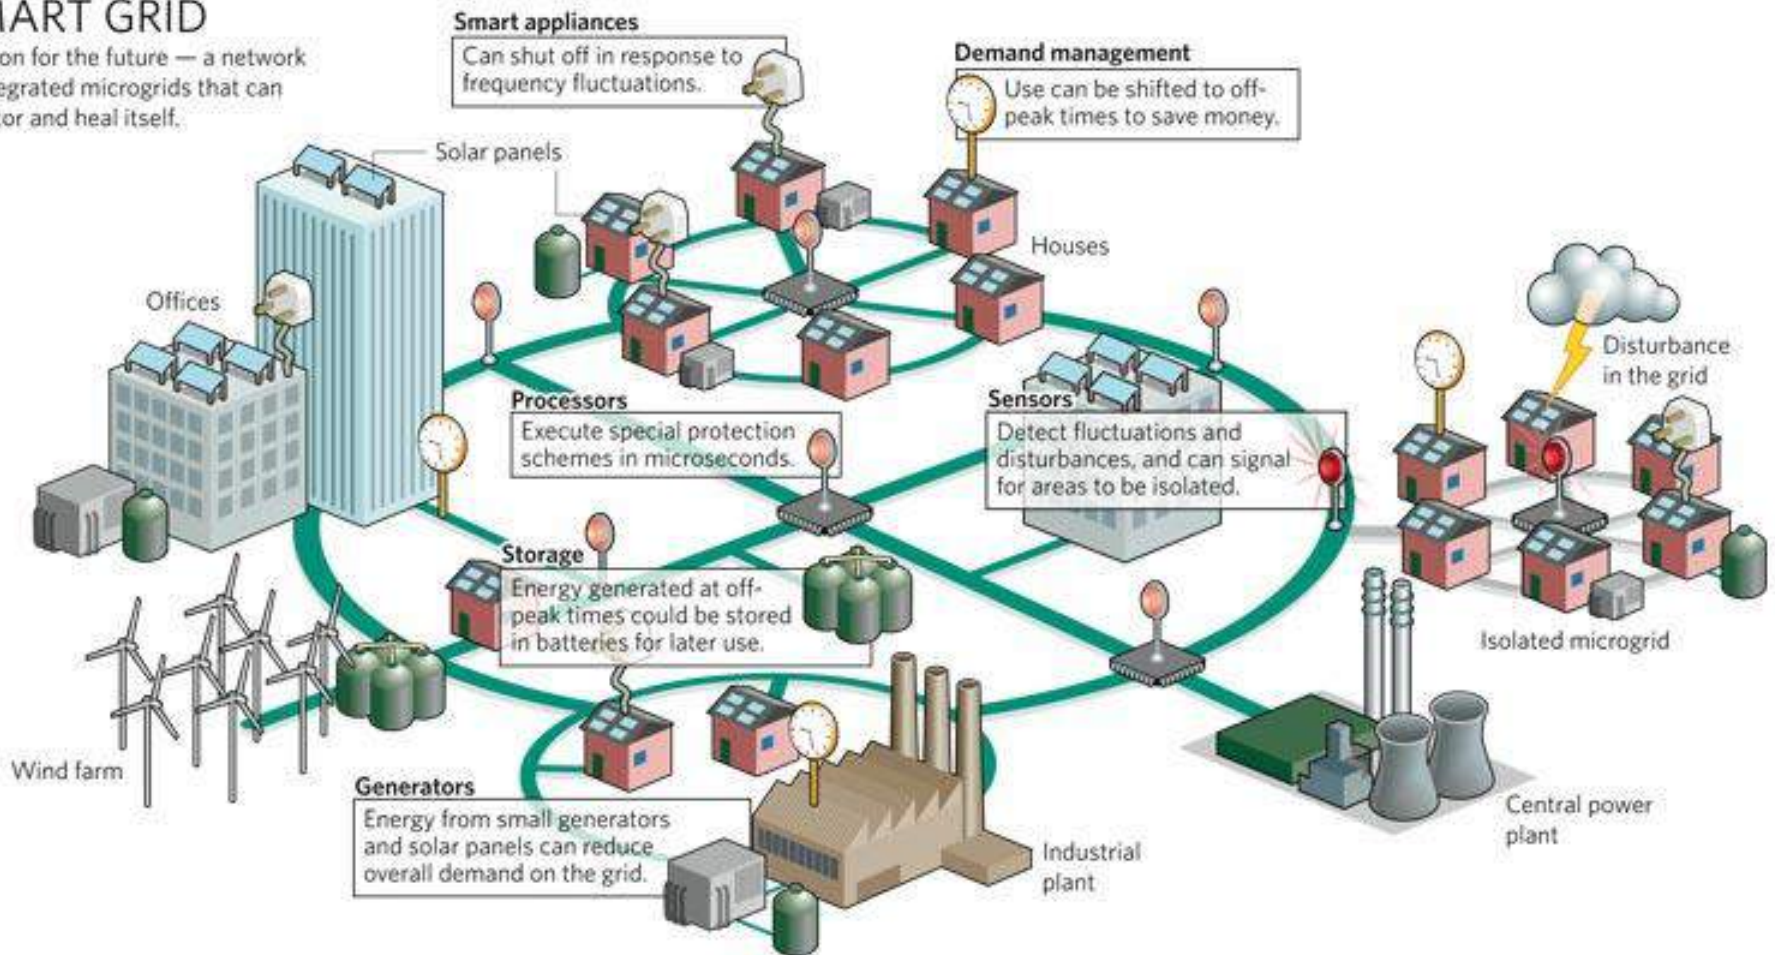 MART GRID
on for the future — a network
egrated microgrids that can
tor and heal itself.
Smart appliances
Can shut off in response to
frequency fluctuations.
Demand management
Use can be shifted to off-
peak times to save money.
Solar panels
Houses
Offices
Disturbance
in the grid
Processors
Execute special protection
schemes in microseconds.
Sensors
Detect fluctuations and
disturbances, and can signal
for areas to be isolated.
Storage
Energy generated at off-
peak times could be stored
in batteries for later use.
Isolated microgrid
Wind farm
Generators
Energy from small generators
and solar panels can reduce
overall demand on the grid.
Industrial
plant
Central power
plant